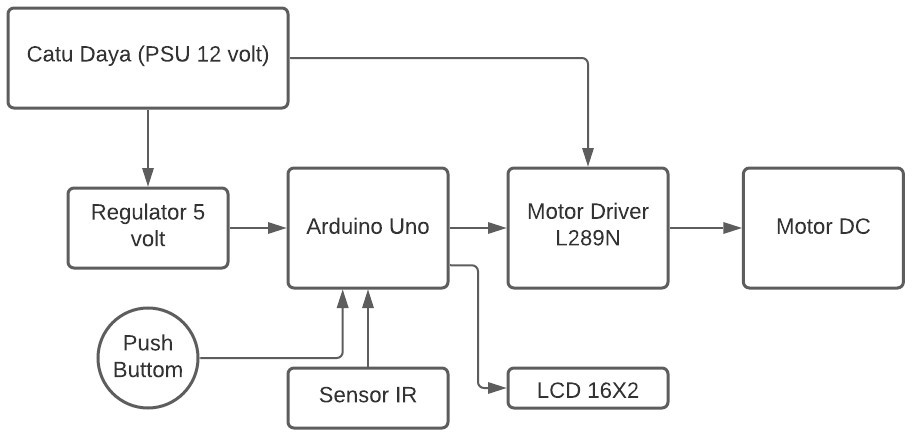 Catu Daya (PSU 12 volt)
Regulator 5
volt
Arduino Uno
Motor Driver
L289N
Motor DC
Push
Buttom
Sensor IR
LCD 16X2